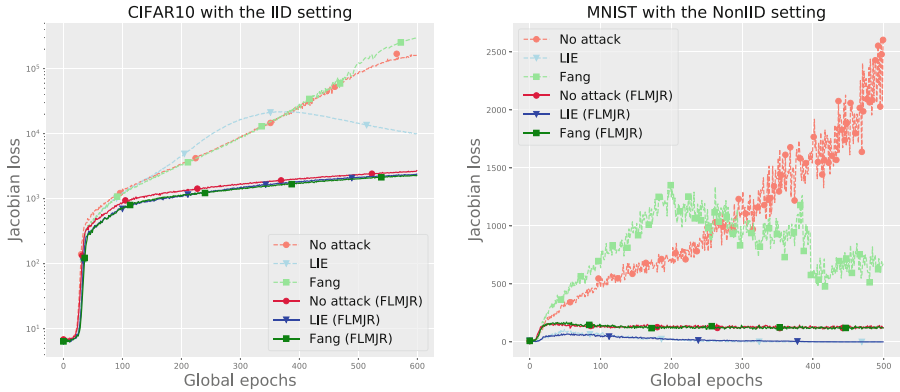 CIFAR10 with the IID setting
Jacobian loss
10⁵
10⁴
10³
10²
10¹
0
100
200
300
400
500
600
Global epochs
No attack
LIE
Fang
No attack (FLMJR)
LIE (FLMJR)
Fang (FLMJR)
MNIST with the NonIID setting
Jacobian loss
2500
2000
1500
1000
500
0
0
100
200
300
400
500
Global epochs
No attack
LIE
Fang
No attack (FLMJR)
LIE (FLMJR)
Fang (FLMJR)